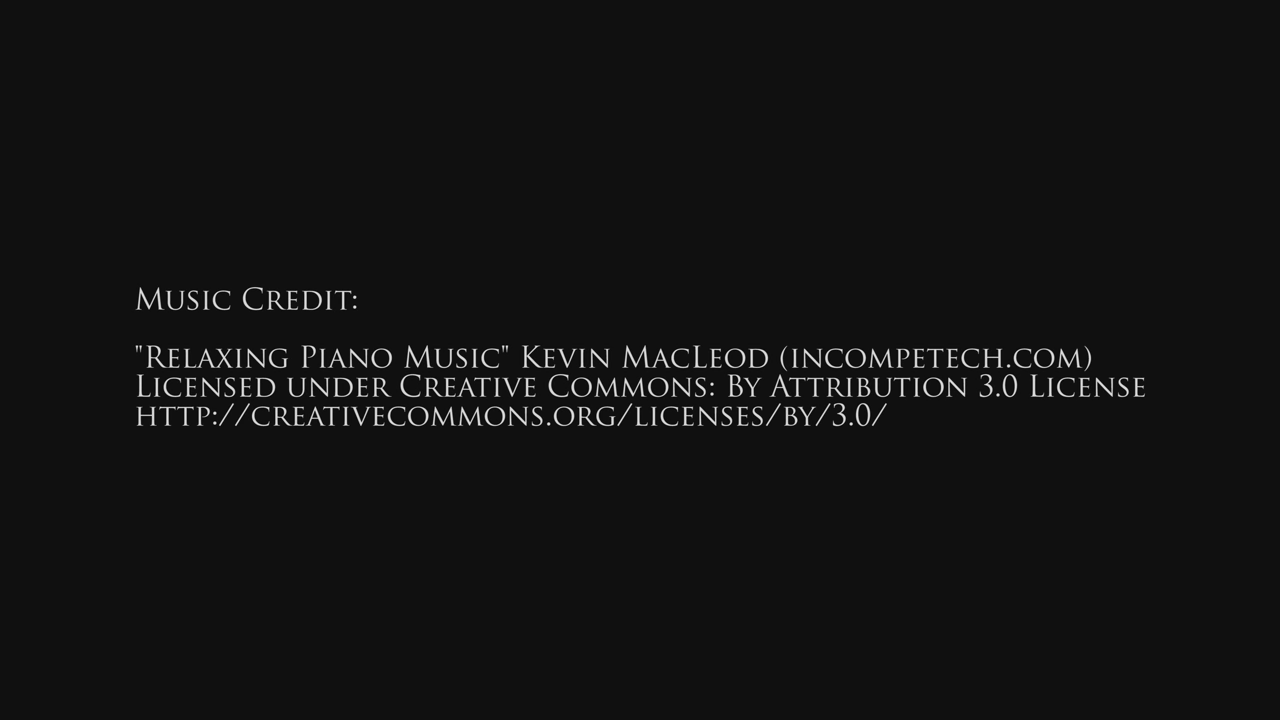 Music Credit:
"Relaxing Piano Music" Kevin MacLeod (incompetech.com)
Licensed under Creative Commons: By Attribution 3.0 License
http://creativecommons.org/licenses/by/3.0/